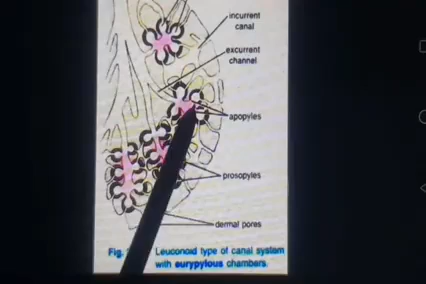 incurrent
canal
excurrent
channel
apopyles
prosopyles
dermal pores
Fig.
Leuconoid type of canal system
with eurypylous chambers.